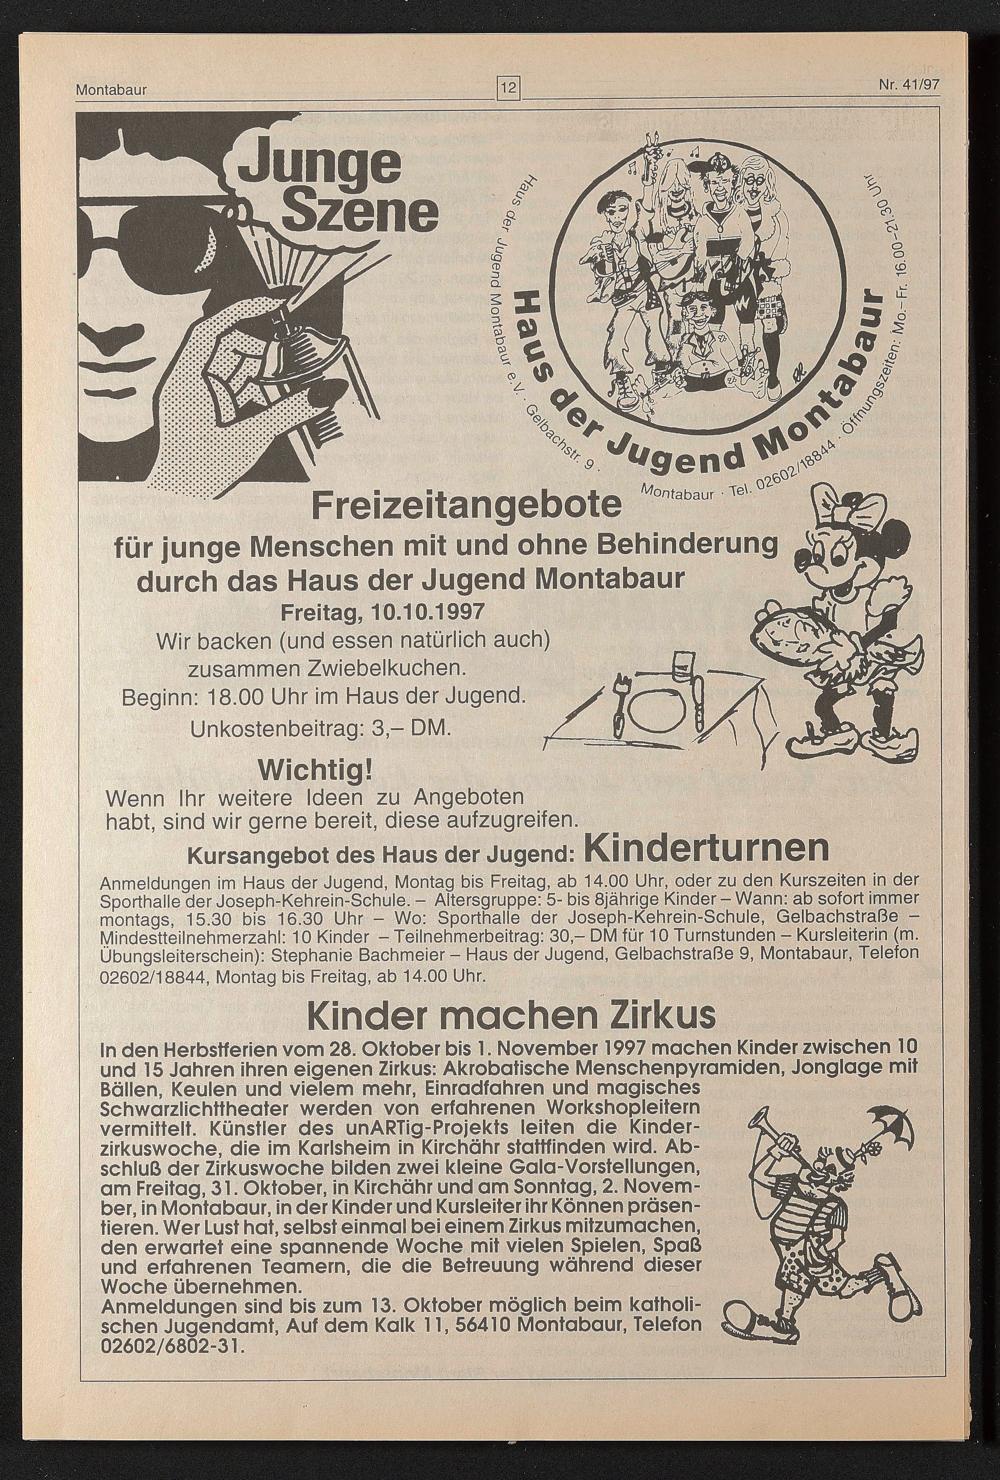 Montabaur
12
Nr. 41/97
Junge
Szene
Haus der Jugend Montabaur e.V. · Gelbachstr. 9 · Montabaur · Tel. 02602/18844 · Öffnungszeiten: Mo.– Fr. 16.00–21.30 Uhr
Haus der Jugend Montabaur
Freizeitangebote
für junge Menschen mit und ohne Behinderung
durch das Haus der Jugend Montabaur
Freitag, 10.10.1997
Wir backen (und essen natürlich auch)
zusammen Zwiebelkuchen.
Beginn: 18.00 Uhr im Haus der Jugend.
Unkostenbeitrag: 3,– DM.
Wichtig!
Wenn Ihr weitere Ideen zu Angeboten
habt, sind wir gerne bereit, diese aufzugreifen.
Kursangebot des Haus der Jugend: Kinderturnen
Anmeldungen im Haus der Jugend, Montag bis Freitag, ab 14.00 Uhr, oder zu den Kurszeiten in der
Sporthalle der Joseph-Kehrein-Schule. – Altersgruppe: 5- bis 8jährige Kinder – Wann: ab sofort immer
montags, 15.30 bis 16.30 Uhr – Wo: Sporthalle der Joseph-Kehrein-Schule, Gelbachstraße –
Mindestteilnehmerzahl: 10 Kinder – Teilnehmerbeitrag: 30,– DM für 10 Turnstunden – Kursleiterin (m.
Übungsleiterschein): Stephanie Bachmeier – Haus der Jugend, Gelbachstraße 9, Montabaur, Telefon
02602/18844, Montag bis Freitag, ab 14.00 Uhr.
Kinder machen Zirkus
In den Herbstferien vom 28. Oktober bis 1. November 1997 machen Kinder zwischen 10
und 15 Jahren ihren eigenen Zirkus: Akrobatische Menschenpyramiden, Jonglage mit
Bällen, Keulen und vielem mehr, Einradfahren und magisches
Schwarzlichttheater werden von erfahrenen Workshopleitern
vermittelt. Künstler des unARTig-Projekts leiten die Kinder-
zirkuswoche, die im Karlsheim in Kirchähr stattfinden wird. Ab-
schluß der Zirkuswoche bilden zwei kleine Gala-Vorstellungen,
am Freitag, 31. Oktober, in Kirchähr und am Sonntag, 2. Novem-
ber, in Montabaur, in der Kinder und Kursleiter ihr Können präsen-
tieren. Wer Lust hat, selbst einmal bei einem Zirkus mitzumachen,
den erwartet eine spannende Woche mit vielen Spielen, Spaß
und erfahrenen Teamern, die die Betreuung während dieser
Woche übernehmen.
Anmeldungen sind bis zum 13. Oktober möglich beim katholi-
schen Jugendamt, Auf dem Kalk 11, 56410 Montabaur, Telefon
02602/6802-31.